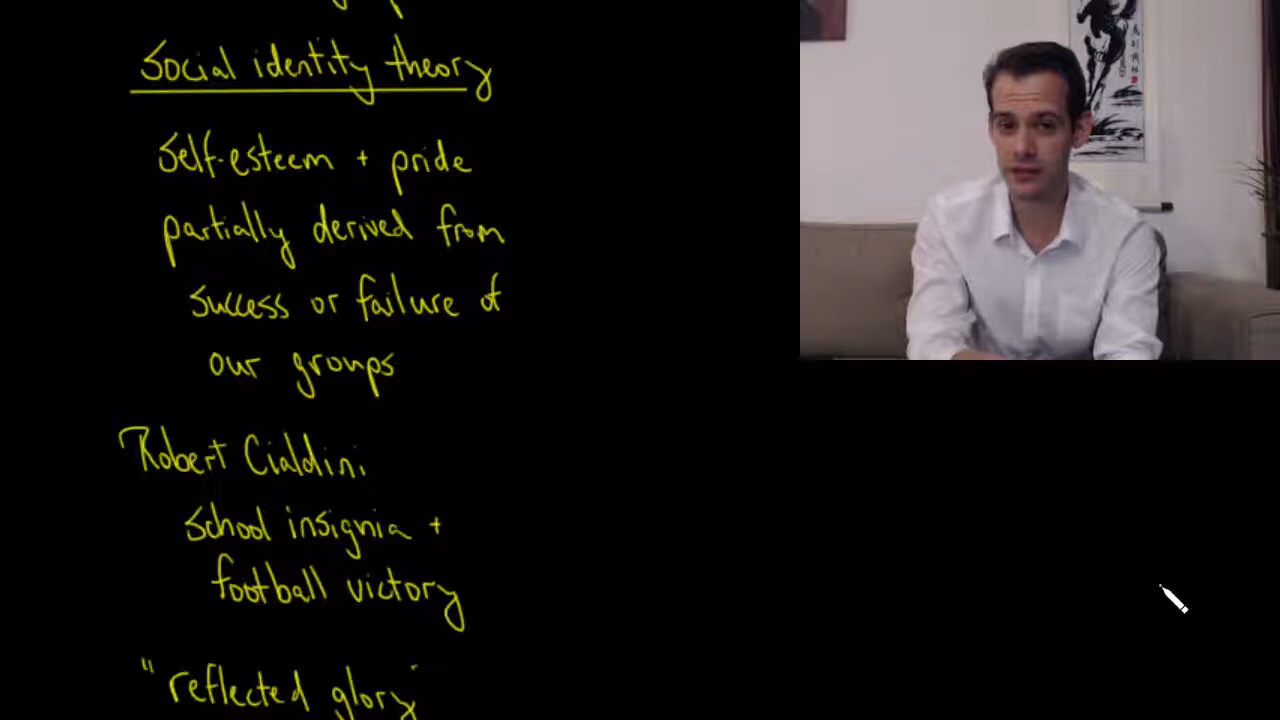 Social identity theory
Self-esteem + pride
partially derived from
success or failure of
our groups
Robert Cialdini
School insignia +
football victory
"reflected glory"